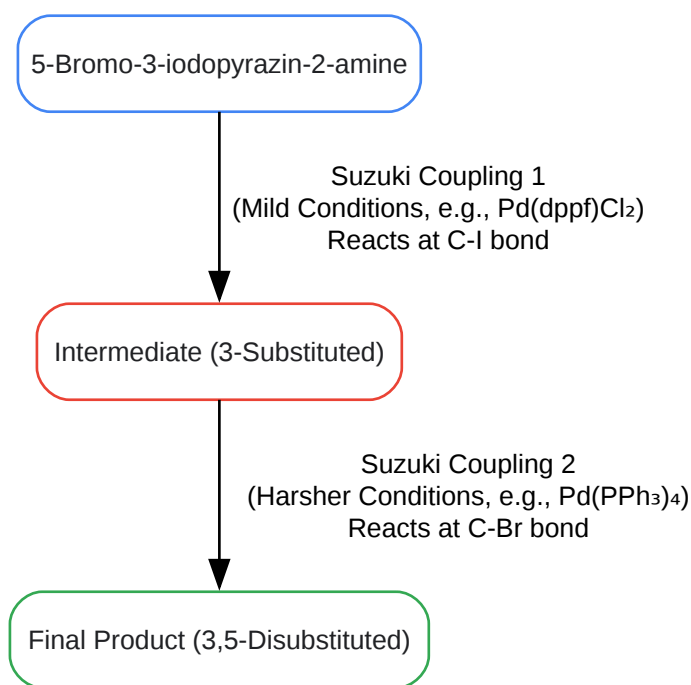 5-Bromo-3-iodopyrazin-2-amine
Suzuki Coupling 1
(Mild Conditions, e.g., Pd(dppf)Cl₂)
Reacts at C-I bond
Intermediate (3-Substituted)
Suzuki Coupling 2
(Harsher Conditions, e.g., Pd(PPh₃)₄)
Reacts at C-Br bond
Final Product (3,5-Disubstituted)